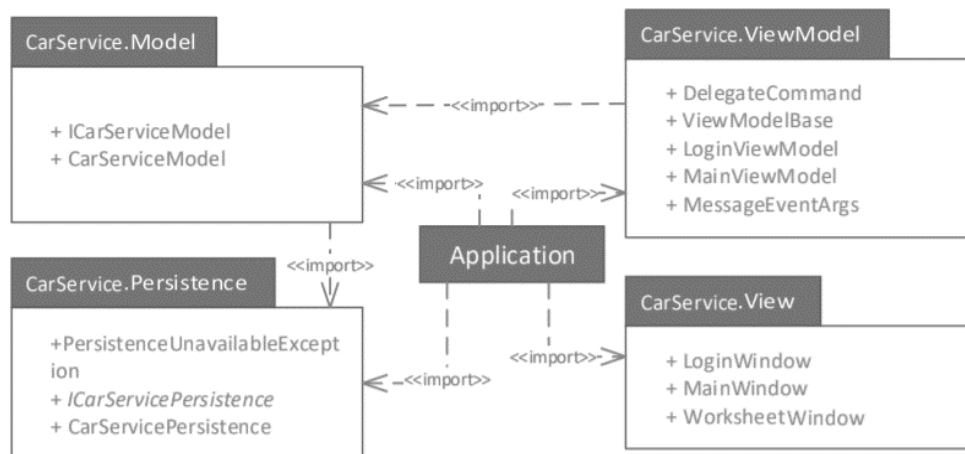 CarService.Model
+ ICarServiceModel
+ CarServiceModel
CarService.ViewModel
+ DelegateCommand
+ ViewModelBase
+ LoginViewModel
+ MainViewModel
+ MessageEventArgs
<<import>>
<<import>>
<<import>>
Application
<<import>>
CarService.Persistence
+PersistenceUnavailableExcept
ion
+ ICarServicePersistence
+ CarServicePersistence
<<import>>
<<import>>
CarService.View
+ LoginWindow
+ MainWindow
+ WorksheetWindow